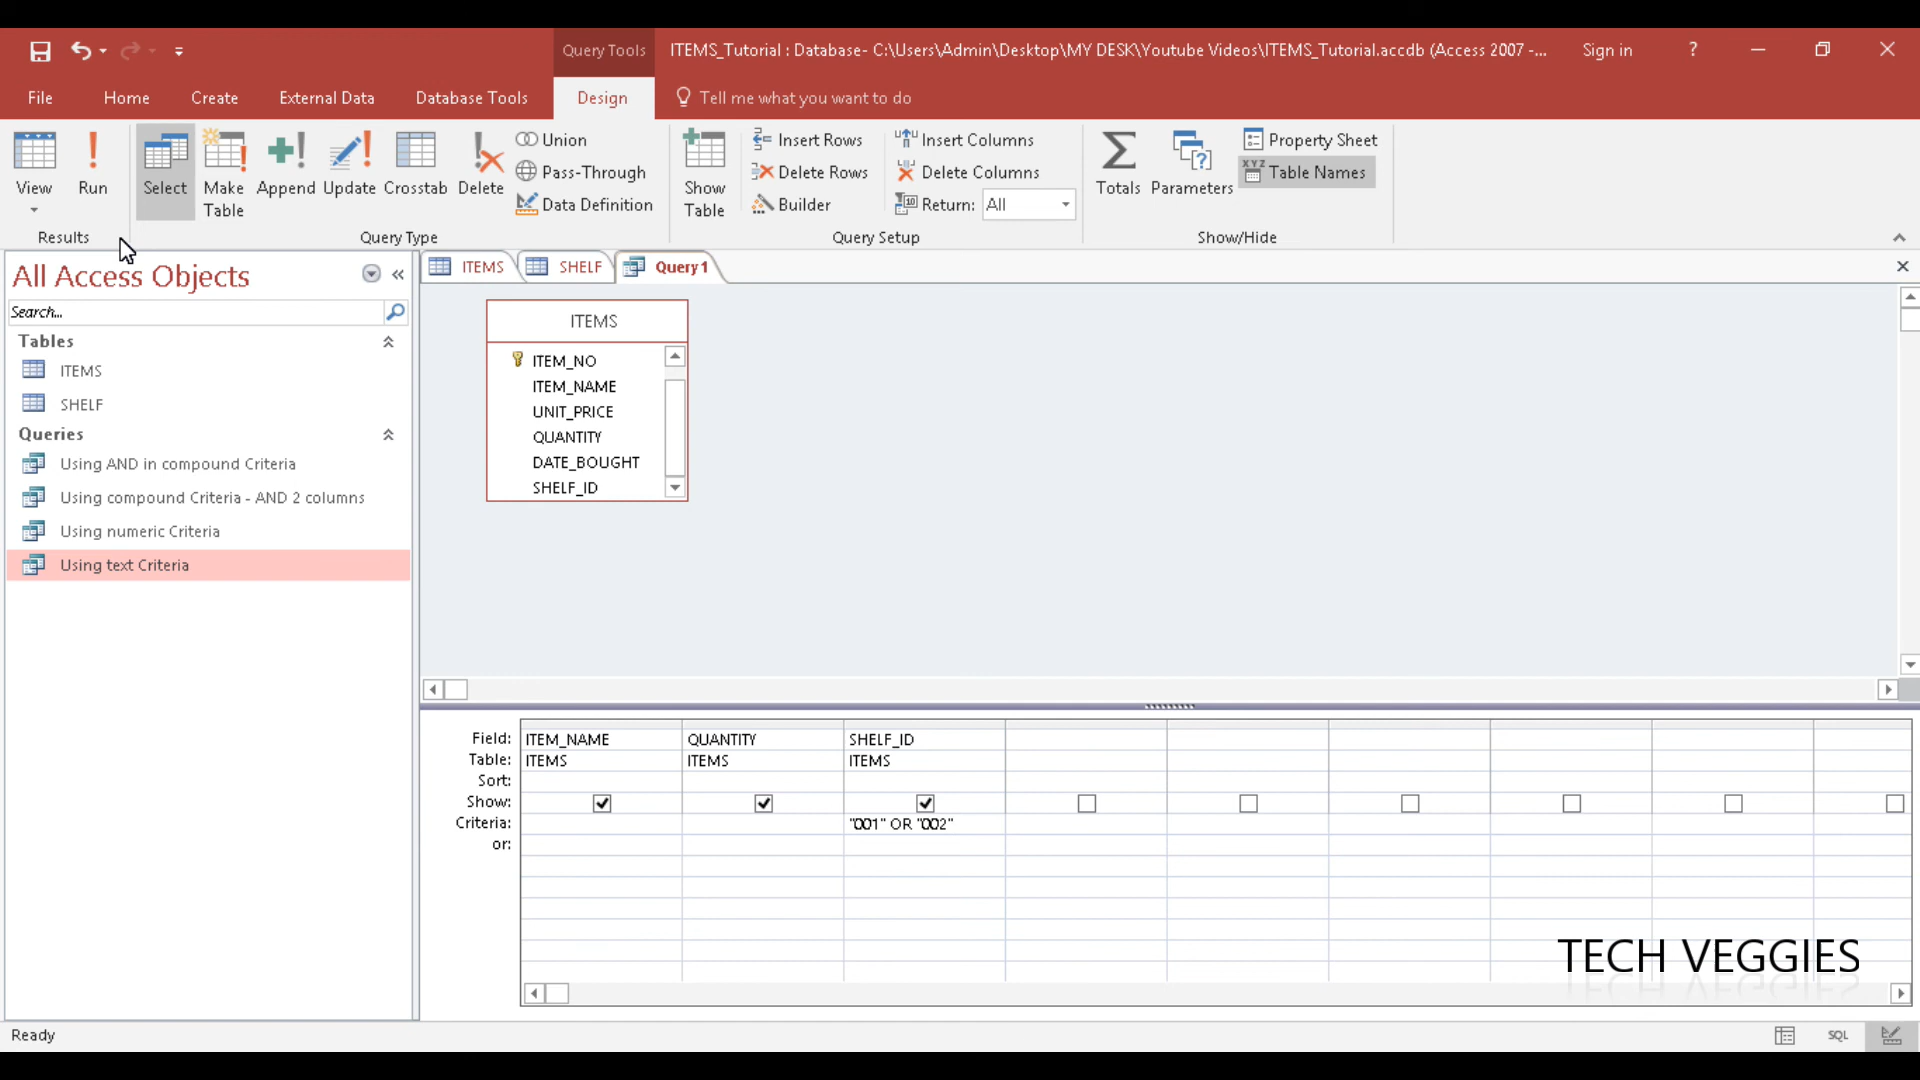 Query Tools
ITEMS_Tutorial : Database- C:\Users\Admin\Desktop\MY DESK\Youtube Videos\ITEMS_Tutorial.accdb (Access 2007 -...
Sign in
?
File
Home
Create
External Data
Database Tools
Design
Tell me what you want to do
View
Run
Select
Make Table
Append
Update
Crosstab
Delete
Union
Pass-Through
Data Definition
Show Table
Insert Rows
Delete Rows
Builder
Insert Columns
Delete Columns
Return: All
Totals
Parameters
Property Sheet
XYZ Table Names
Results
Query Type
Query Setup
Show/Hide
All Access Objects
Search...
Tables
ITEMS
SHELF
Queries
Using AND in compound Criteria
Using compound Criteria - AND 2 columns
Using numeric Criteria
Using text Criteria
ITEMS
SHELF
Query1
ITEMS
ITEM_NO
ITEM_NAME
UNIT_PRICE
QUANTITY
DATE_BOUGHT
SHELF_ID
Field: ITEM_NAME QUANTITY SHELF_ID
Table: ITEMS ITEMS ITEMS
Sort:
Show:
Criteria: "001" OR "002"
or:
TECH VEGGIES
Ready
SQL